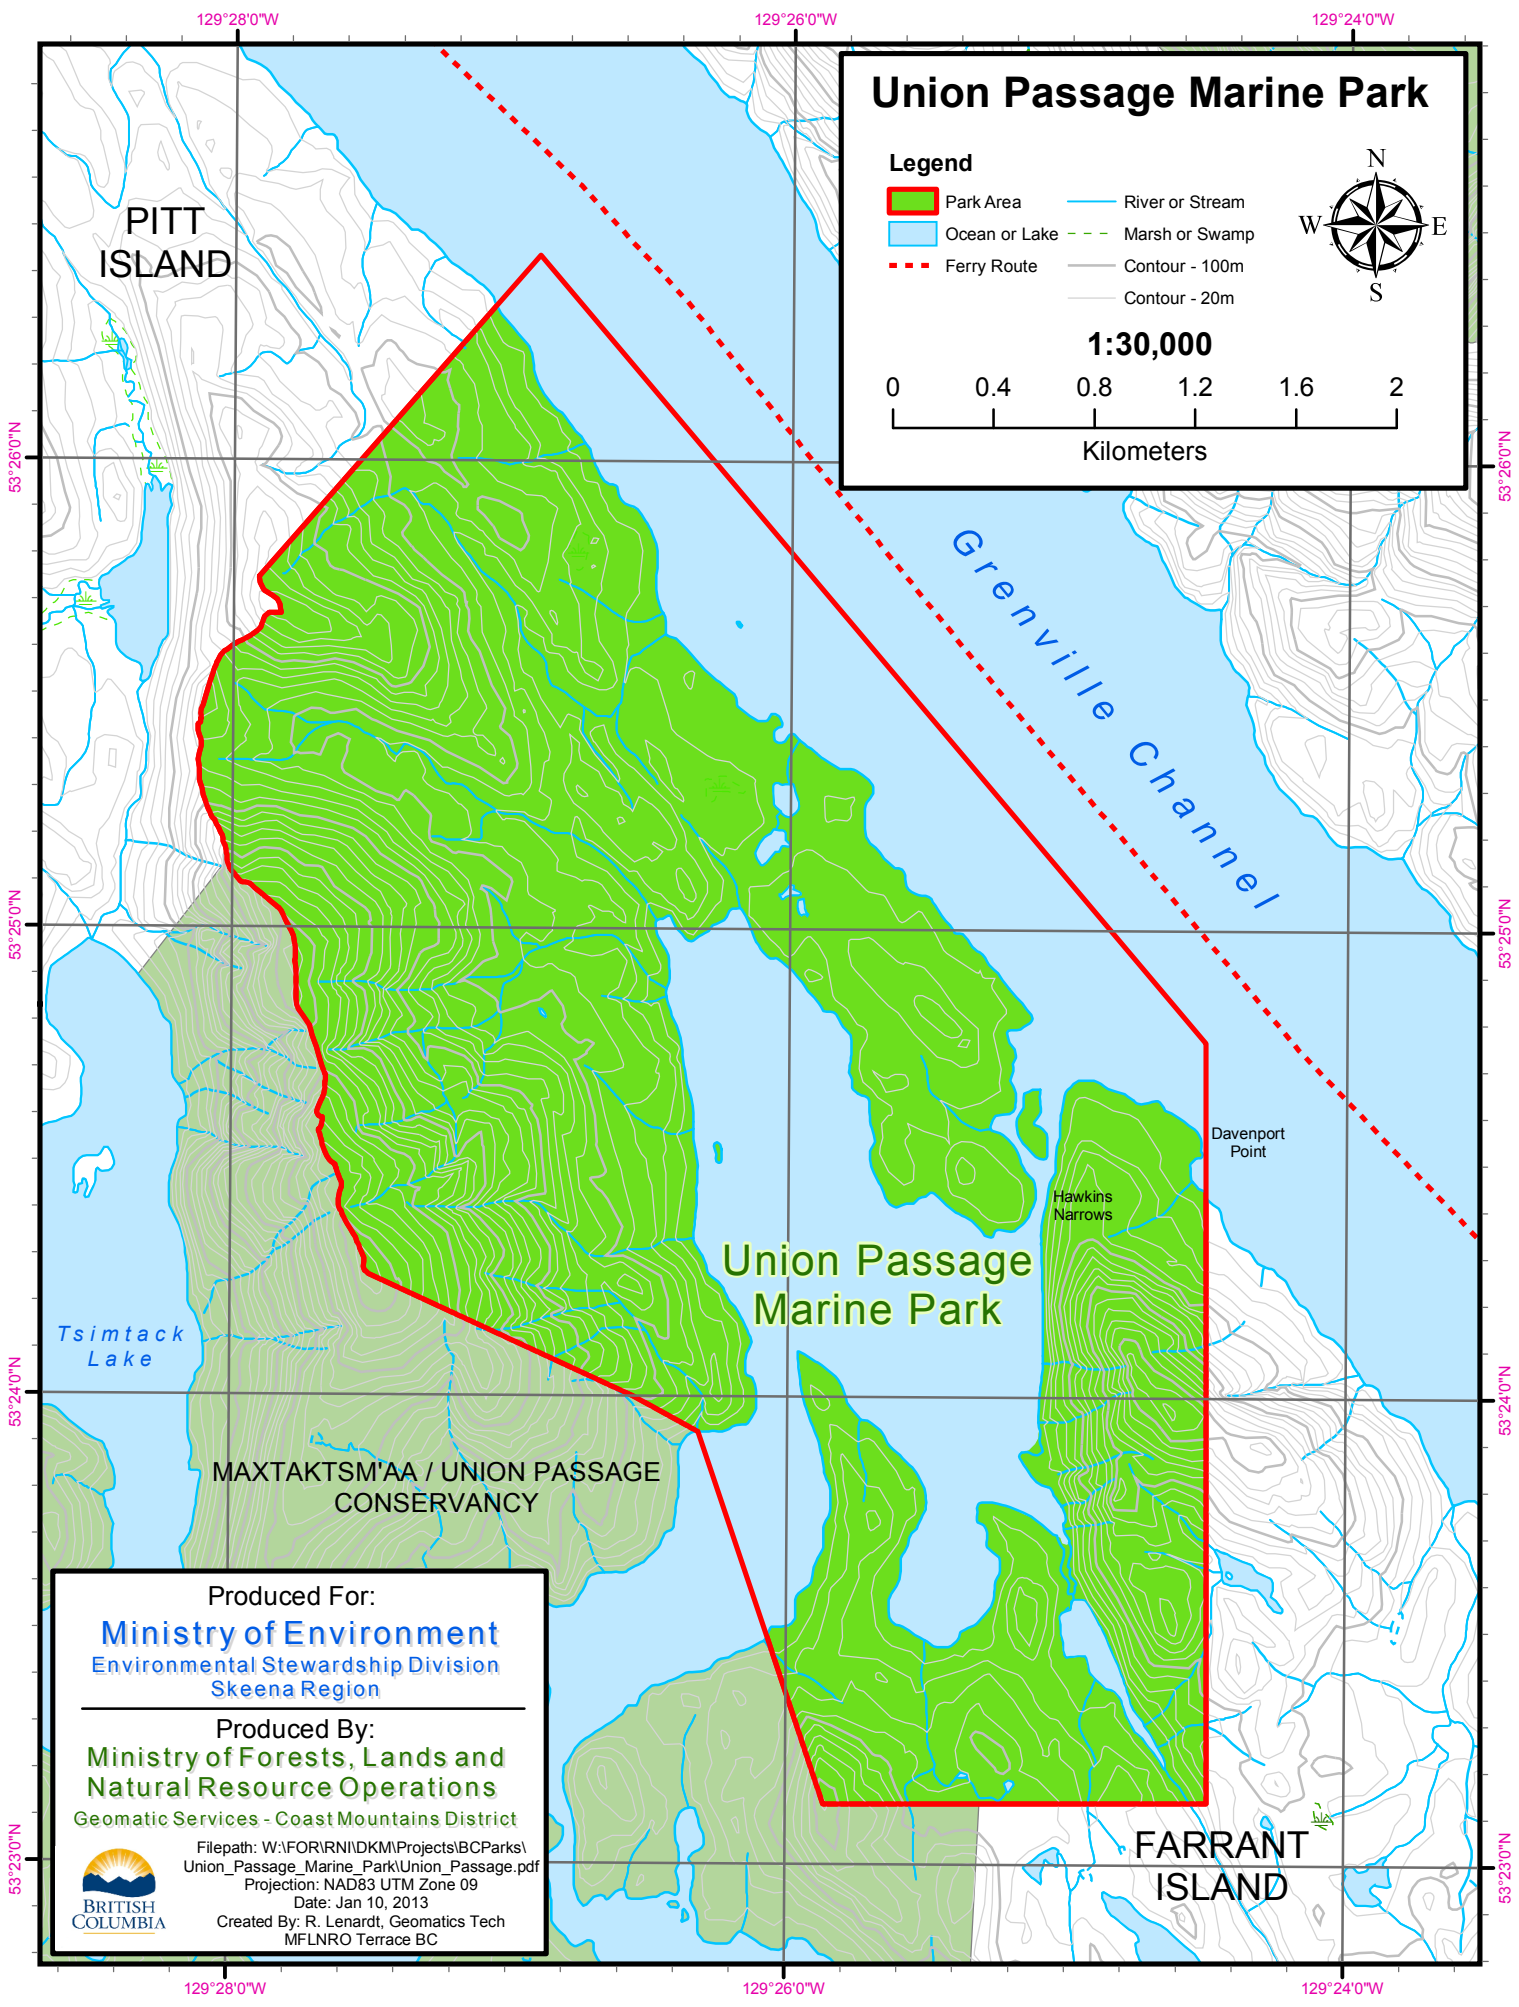 129°28'0"W
129°26'0"W
129°24'0"W
Union Passage Marine Park
Legend
Park Area
Ocean or Lake
Ferry Route
River or Stream
Marsh or Swamp
Contour - 100m
Contour - 20m
N
W
E
S
1:30,000
0
0.4
0.8
1.2
1.6
2
Kilometers
PITT
ISLAND
53°26'0"N
53°26'0"N
Grenville Channel
53°25'0"N
53°25'0"N
Davenport
Point
Hawkins
Narrows
Union Passage
Marine Park
Tsimtack
Lake
53°24'0"N
53°24'0"N
MAXTAKTSM'AA / UNION PASSAGE
CONSERVANCY
Produced For:
Ministry of Environment
Environmental Stewardship Division
Skeena Region
Produced By:
Ministry of Forests, Lands and
Natural Resource Operations
Geomatic Services - Coast Mountains District
BRITISH
COLUMBIA
Filepath: W:\FOR\RNI\DKM\Projects\BCParks\
Union_Passage_Marine_Park\Union_Passage.pdf
Projection: NAD83 UTM Zone 09
Date: Jan 10, 2013
Created By: R. Lenardt, Geomatics Tech
MFLNRO Terrace BC
FARRANT
ISLAND
53°23'0"N
53°23'0"N
129°28'0"W
129°26'0"W
129°24'0"W